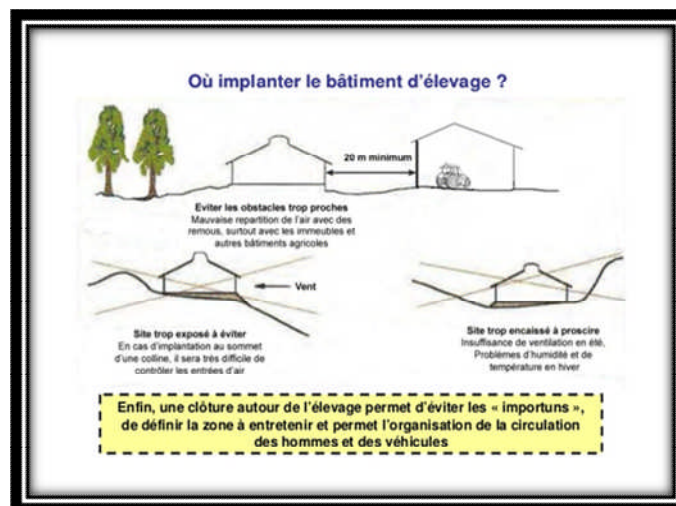 Où implanter le bâtiment d'élevage ?
20 m minimum
Eviter les obstacles trop proches
Mauvaise repartition de l'air avec des
remous, surtout avec les immeubles et
autres bâtiments agricoles
Vent
Site trop exposé à éviter
En cas d'implantation au sommet
d'une colline, il sera très difficile de
contrôler les entrées d'air
Site trop encaissé à proscire
Insuffisance de ventilation en été,
Problèmes d'humidité et de
température en hiver
Enfin, une clôture autour de l'élevage permet d'éviter les « importuns »,
de définir la zone à entretenir et permet l'organisation de la circulation
des hommes et des véhicules